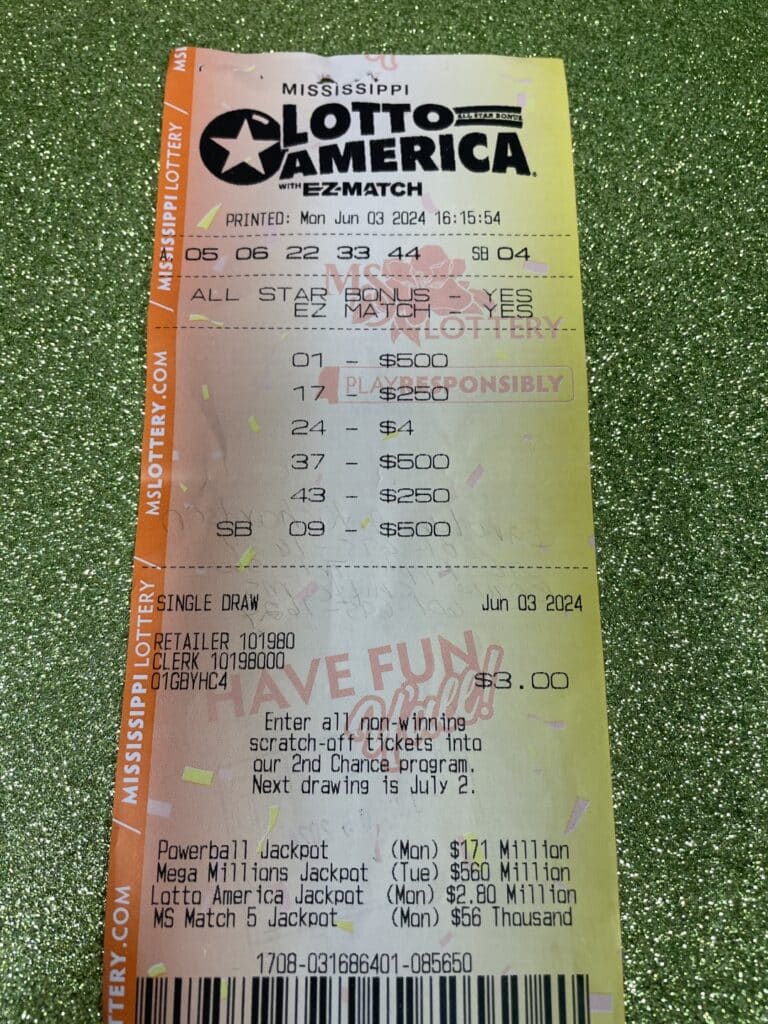 MISSISSIPPI
LOTTO ALL STAR BONUS
AMERICA
WITH EZ-MATCH
PRINTED: Mon Jun 03 2024 16:15:54
A 05 06 22 33 44 SB 04
MS
LOTTERY
ALL STAR BONUS - YES
EZ MATCH - YES
01 - $500
PLAY RESPONSIBLY
17 - $250
24 - $4
37 - $500
43 - $250
SB 09 - $500
SINGLE DRAW Jun 03 2024
RETAILER 101980
CLERK 10198000
01GBYHC4 $3.00
HAVE FUN
Y'all!
Enter all non-winning
scratch-off tickets into
our 2nd Chance program.
Next drawing is July 2.
Powerball Jackpot (Mon) $171 Million
Mega Millions Jackpot (Tue) $560 Million
Lotto America Jackpot (Mon) $2.80 Million
MS Match 5 Jackpot (Mon) $56 Thousand
1708-031686401-085650
MS
/ MISSISSIPPI LOTTERY /
MSLOTTERY.COM
/ MISSISSIPPI LOTTERY /
TTERY.COM